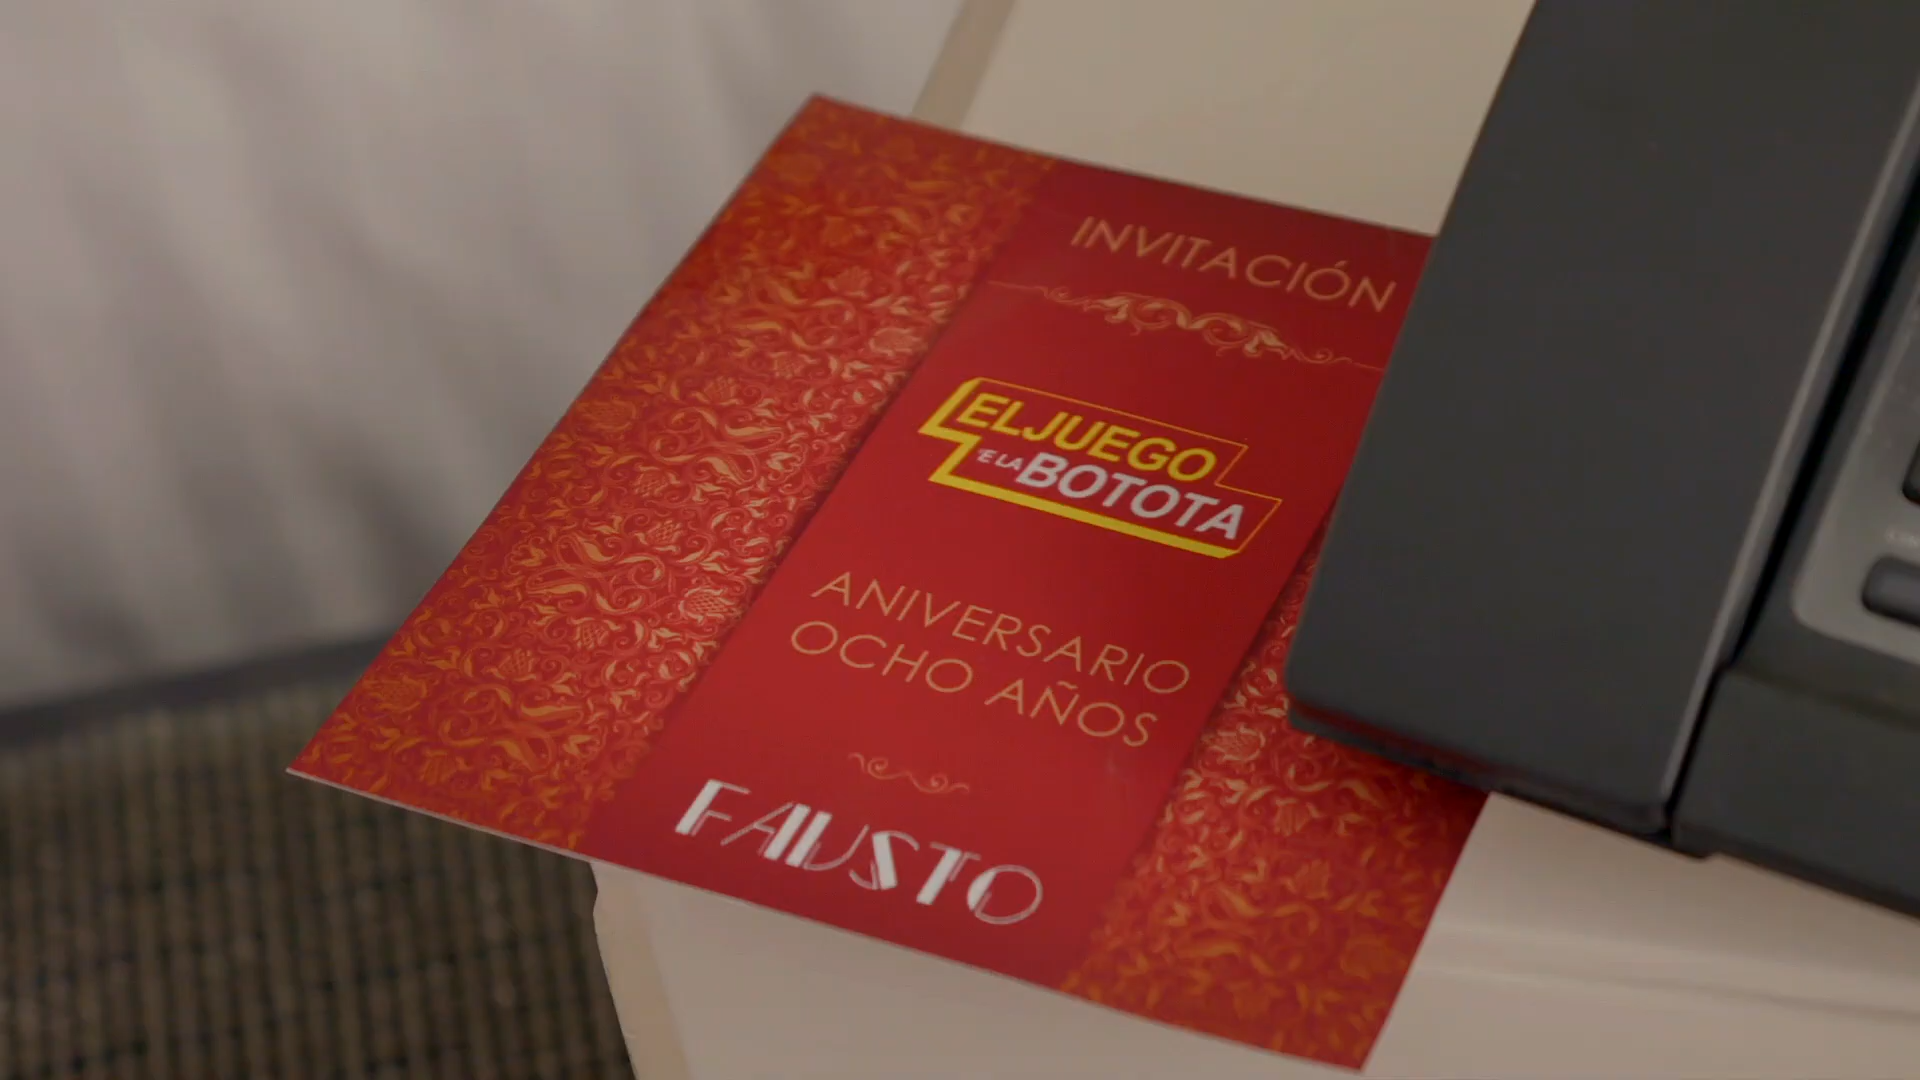 INVITACIÓN
EL JUEGO
'E LA BOTOTA
ANIVERSARIO
OCHO AÑOS
FAUSTO